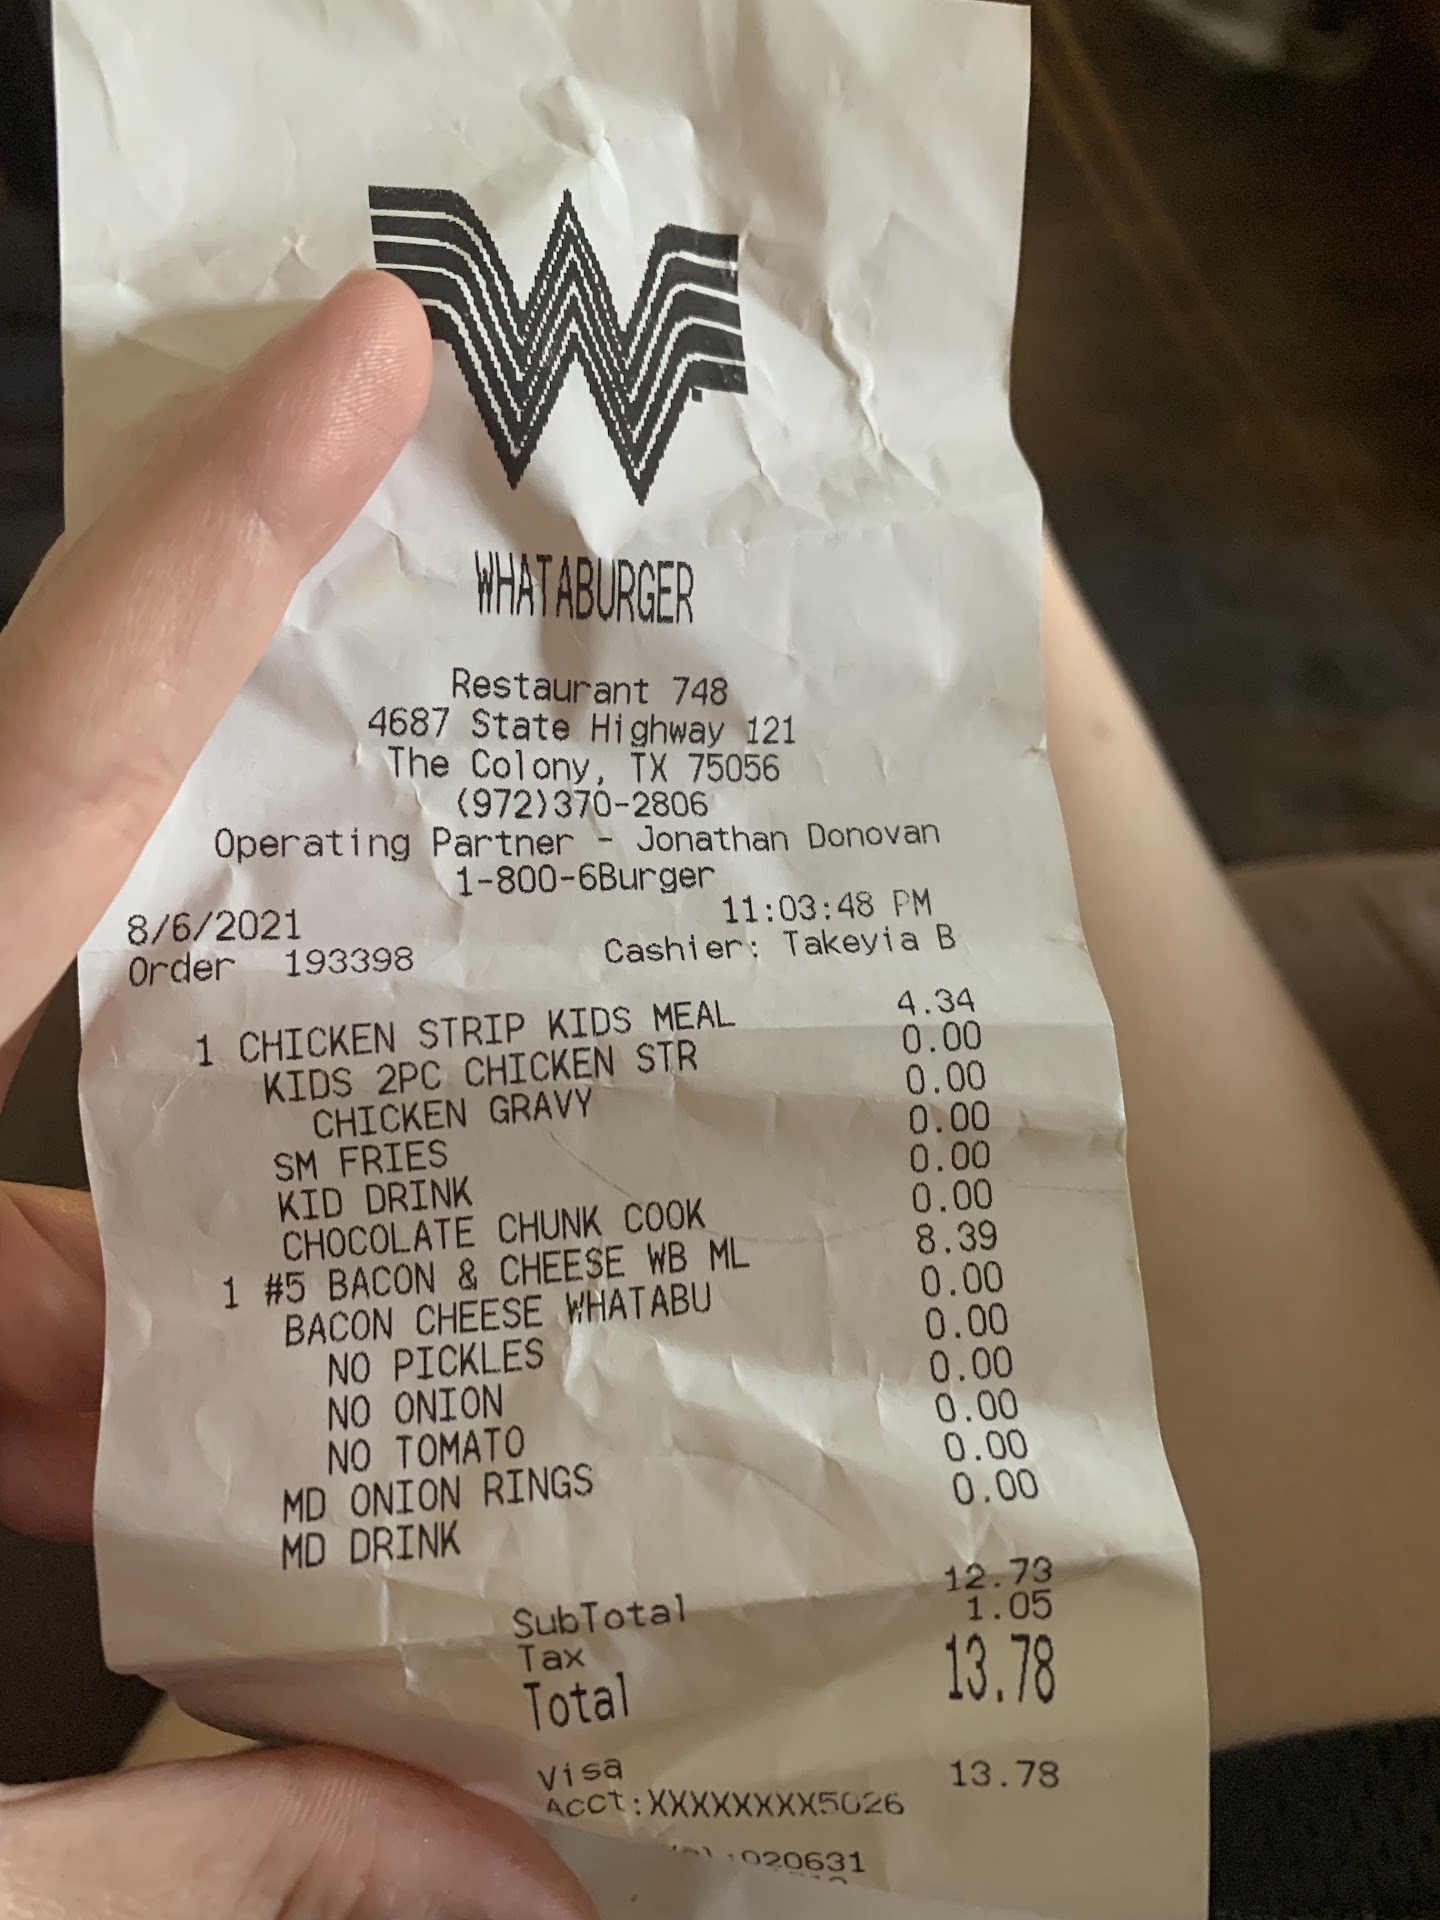 WHATABURGER
Restaurant 748
4687 State Highway 121
The Colony, TX 75056
(972)370-2806
Operating Partner - Jonathan Donovan
1-800-6Burger
8/6/2021 11:03:48 PM
Order 193398 Cashier: Takeyia B
1 CHICKEN STRIP KIDS MEAL 4.34
KIDS 2PC CHICKEN STR 0.00
CHICKEN GRAVY 0.00
SM FRIES 0.00
KID DRINK 0.00
CHOCOLATE CHUNK COOK 0.00
1 #5 BACON & CHEESE WB ML 8.39
BACON CHEESE WHATABU 0.00
NO PICKLES 0.00
NO ONION 0.00
NO TOMATO 0.00
MD ONION RINGS 0.00
MD DRINK 0.00
SubTotal 12.73
Tax 1.05
Total 13.78
Visa 13.78
Acct:XXXXXXXX5026
:020631